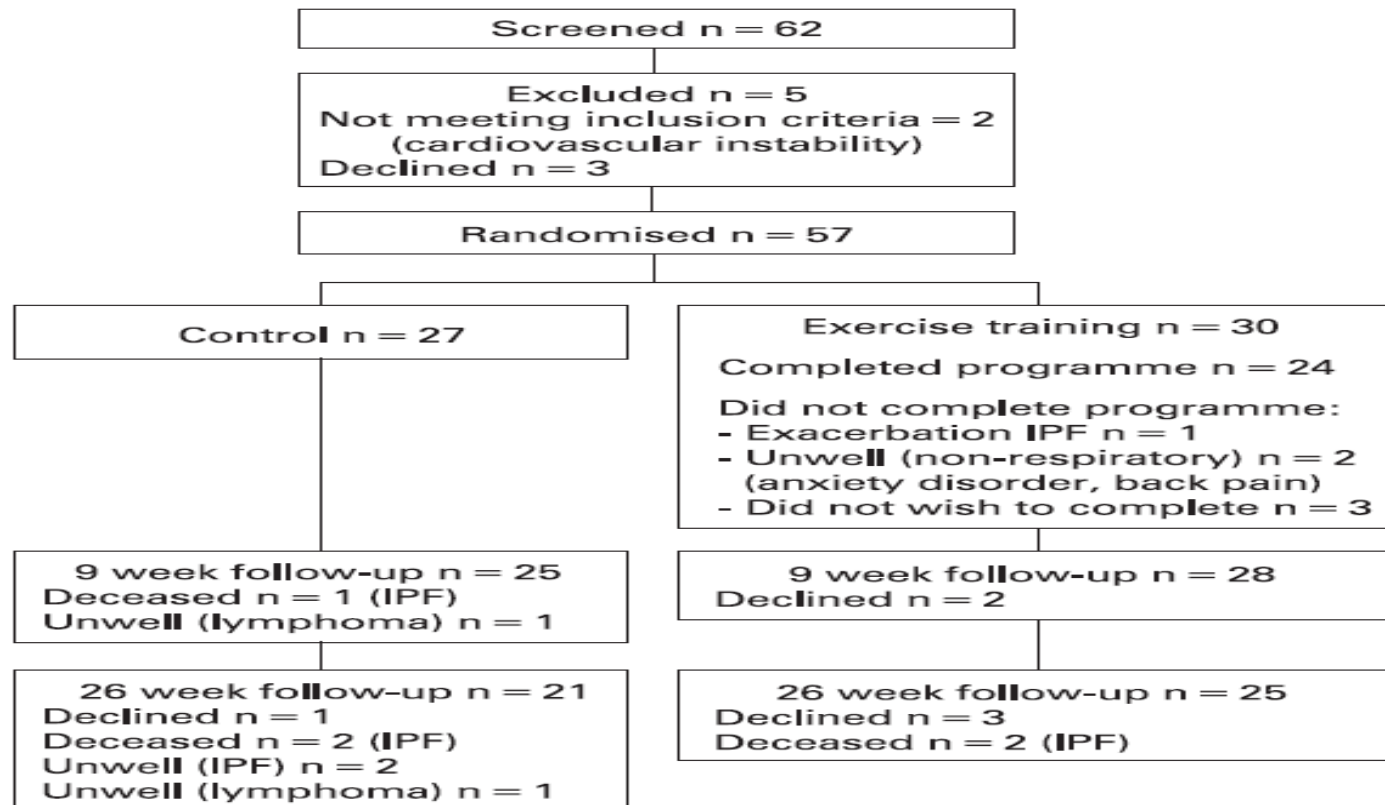 Screened n = 62
Excluded n = 5
Not meeting inclusion criteria = 2
(cardiovascular instability)
Declined n = 3
Randomised n = 57
Control n = 27
Exercise training n = 30
Completed programme n = 24
Did not complete programme:
- Exacerbation IPF n = 1
- Unwell (non-respiratory) n = 2
(anxiety disorder, back pain)
- Did not wish to complete n = 3
9 week follow-up n = 25
Deceased n = 1 (IPF)
Unwell (lymphoma) n = 1
9 week follow-up n = 28
Declined n = 2
26 week follow-up n = 21
Declined n = 1
Deceased n = 2 (IPF)
Unwell (IPF) n = 2
Unwell (lymphoma) n = 1
26 week follow-up n = 25
Declined n = 3
Deceased n = 2 (IPF)